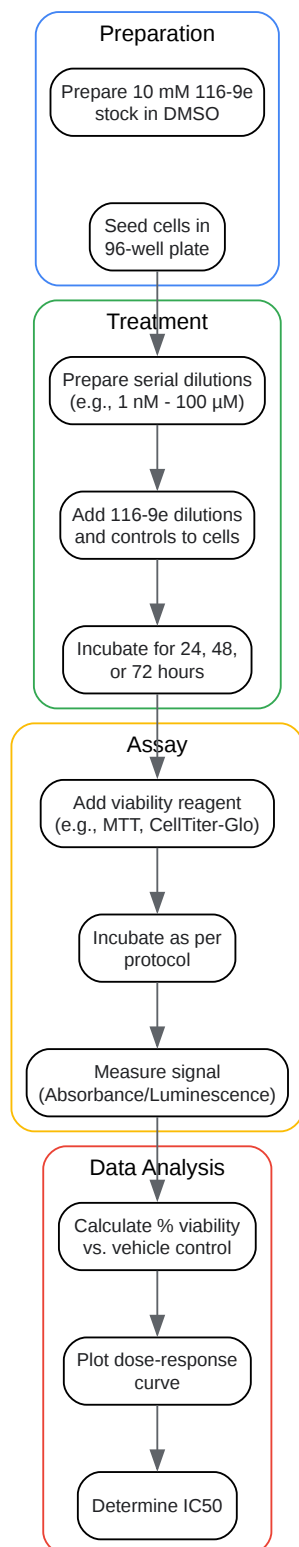 Preparation
Prepare 10 mM 116-9e
stock in DMSO
Seed cells in
96-well plate
Treatment
Prepare serial dilutions
(e.g., 1 nM - 100 µM)
Add 116-9e dilutions
and controls to cells
Incubate for 24, 48,
or 72 hours
Assay
Add viability reagent
(e.g., MTT, CellTiter-Glo)
Incubate as per
protocol
Measure signal
(Absorbance/Luminescence)
Data Analysis
Calculate % viability
vs. vehicle control
Plot dose-response
curve
Determine IC50